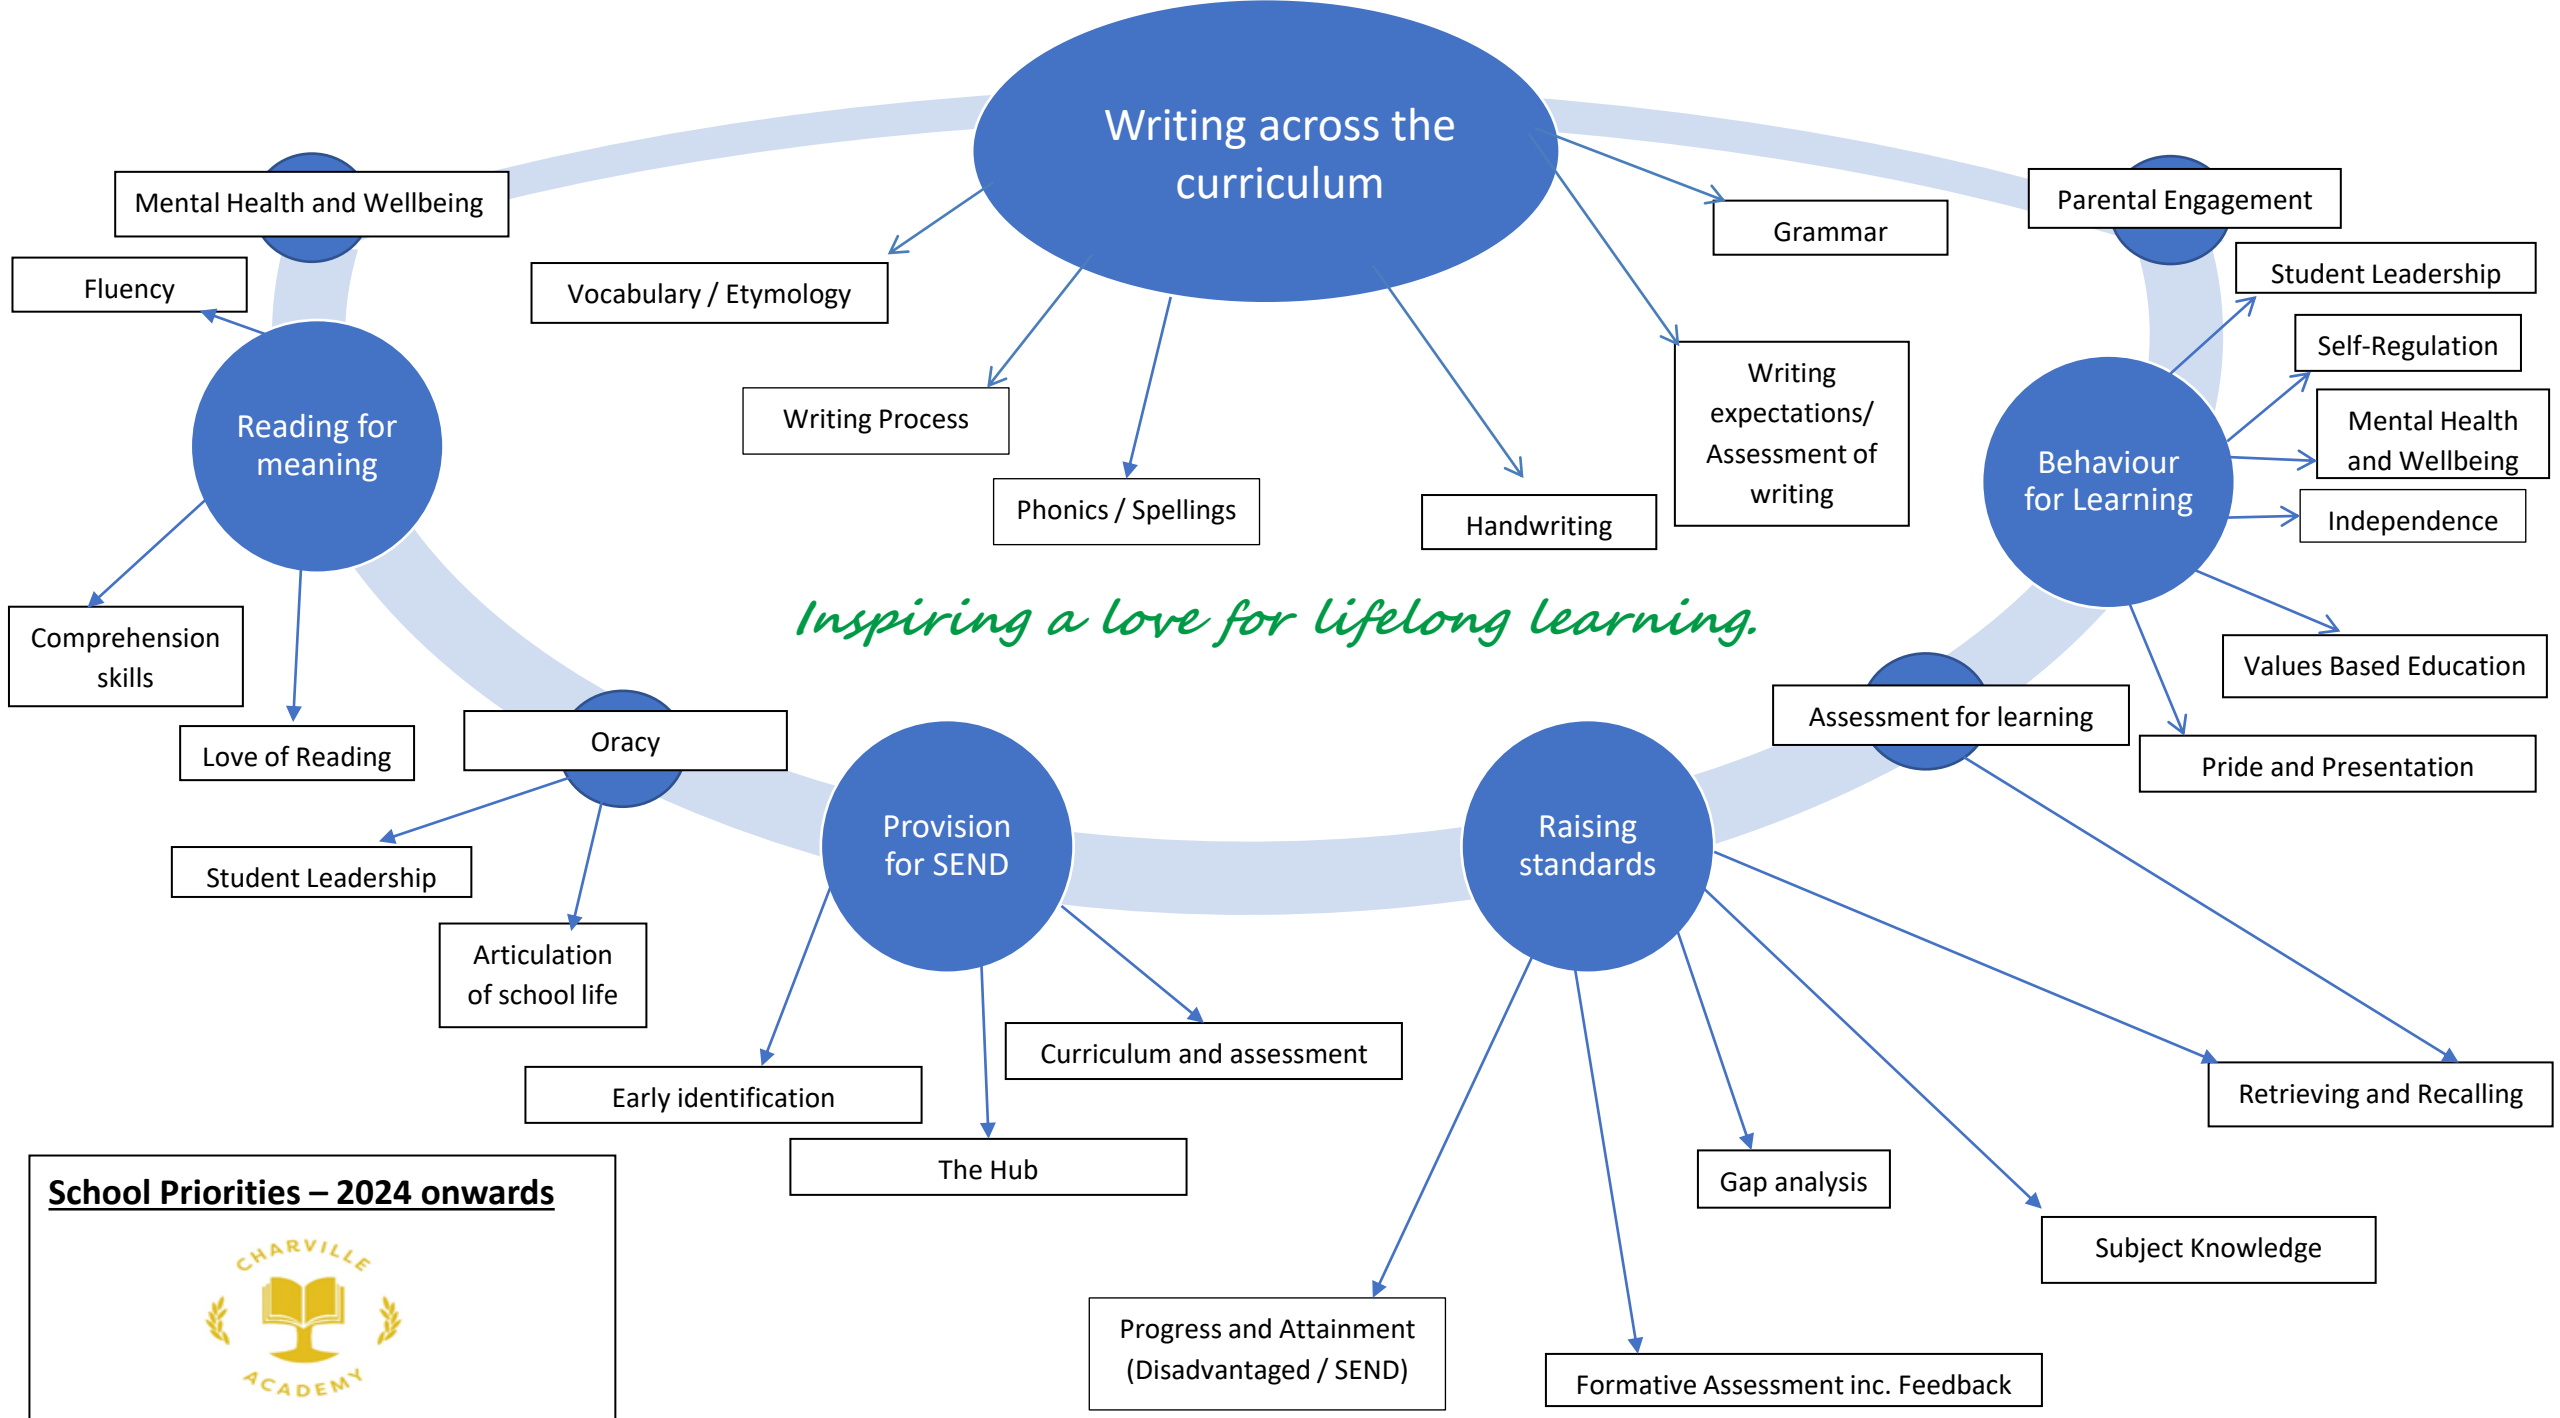 Writing across the
curriculum
Mental Health and Wellbeing
Parental Engagement
Grammar
Fluency
Vocabulary / Etymology
Student Leadership
Self-Regulation
Writing
expectations/
Assessment of
writing
Writing Process
Mental Health
and Wellbeing
Reading for
meaning
Behaviour
for Learning
Phonics / Spellings
Handwriting
Independence
Inspiring a love for lifelong learning.
Comprehension
skills
Values Based Education
Love of Reading
Oracy
Assessment for learning
Pride and Presentation
Provision
for SEND
Raising
standards
Student Leadership
Articulation
of school life
Curriculum and assessment
Early identification
Retrieving and Recalling
The Hub
Gap analysis
School Priorities – 2024 onwards
Subject Knowledge
CHARVILLE
ACADEMY
Progress and Attainment
(Disadvantaged / SEND)
Formative Assessment inc. Feedback